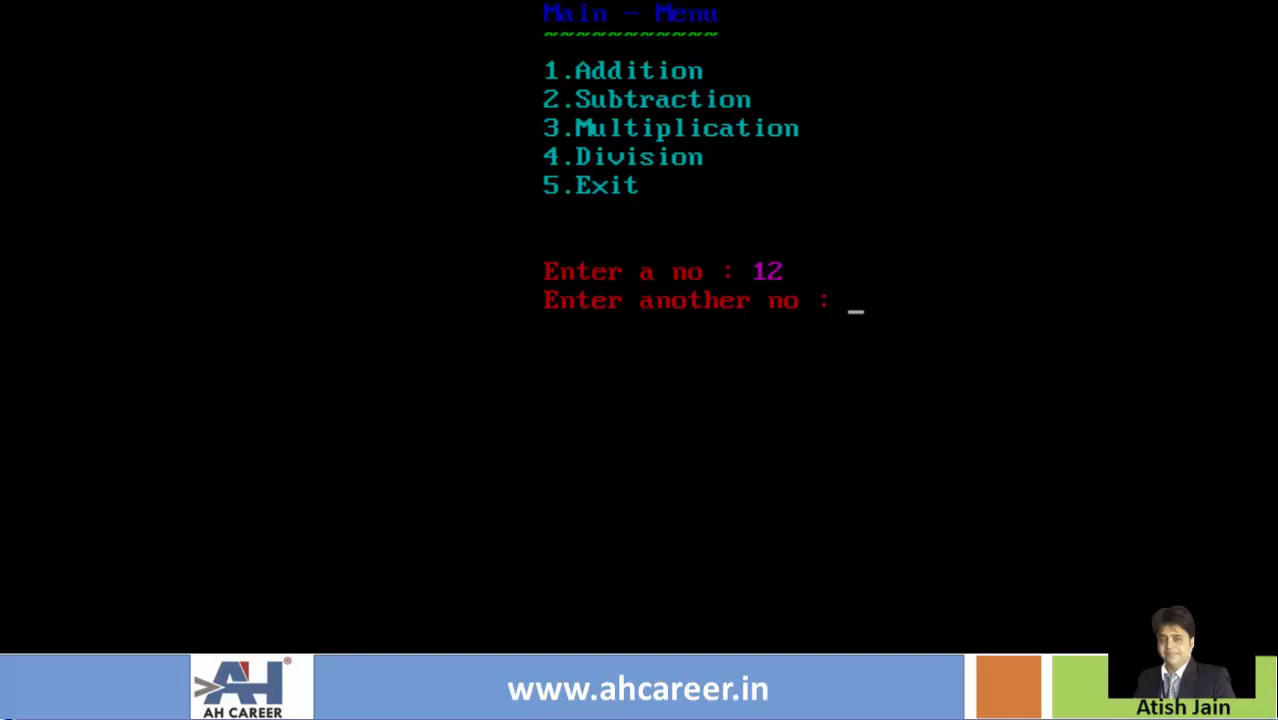 Main - Menu
~~~~~~~~~~~
1.Addition
2.Subtraction
3.Multiplication
4.Division
5.Exit
Enter a no : 12
Enter another no : _
AH ®
AH CAREER
www.ahcareer.in
Atish Jain